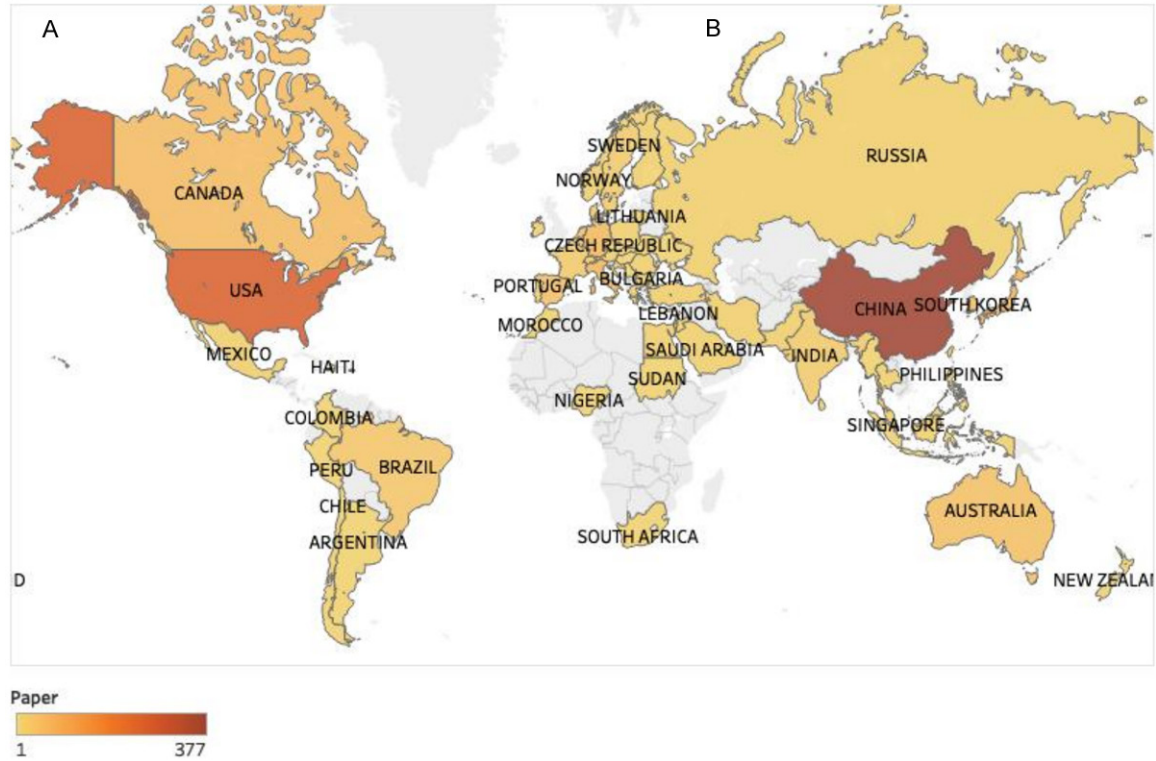 A
B
SWEDEN
RUSSIA
NORWAY
CANADA
LITHUANIA
CZECH REPUBLIC
BULGARIA
PORTUGAL
USA
LEBANON
CHINA
SOUTH KOREA
MOROCCO
MEXICO
SAUDI ARABIA
INDIA
HAITI
SUDAN
PHILIPPINES
NIGERIA
COLOMBIA
SINGAPORE
PERU
BRAZIL
CHILE
AUSTRALIA
ARGENTINA
SOUTH AFRICA
D
NEW ZEALAN
Paper
1
377